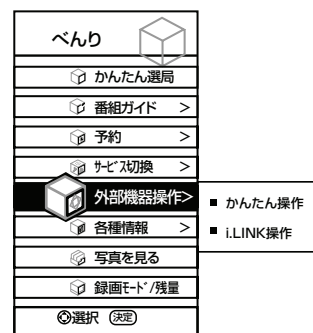 べんり
かんたん選局
番組ガイド >
予約 >
サービス切換 >
外部機器操作>
かんたん操作
i.LINK操作
各種情報 >
写真を見る
録画モード/残量
選択 決定